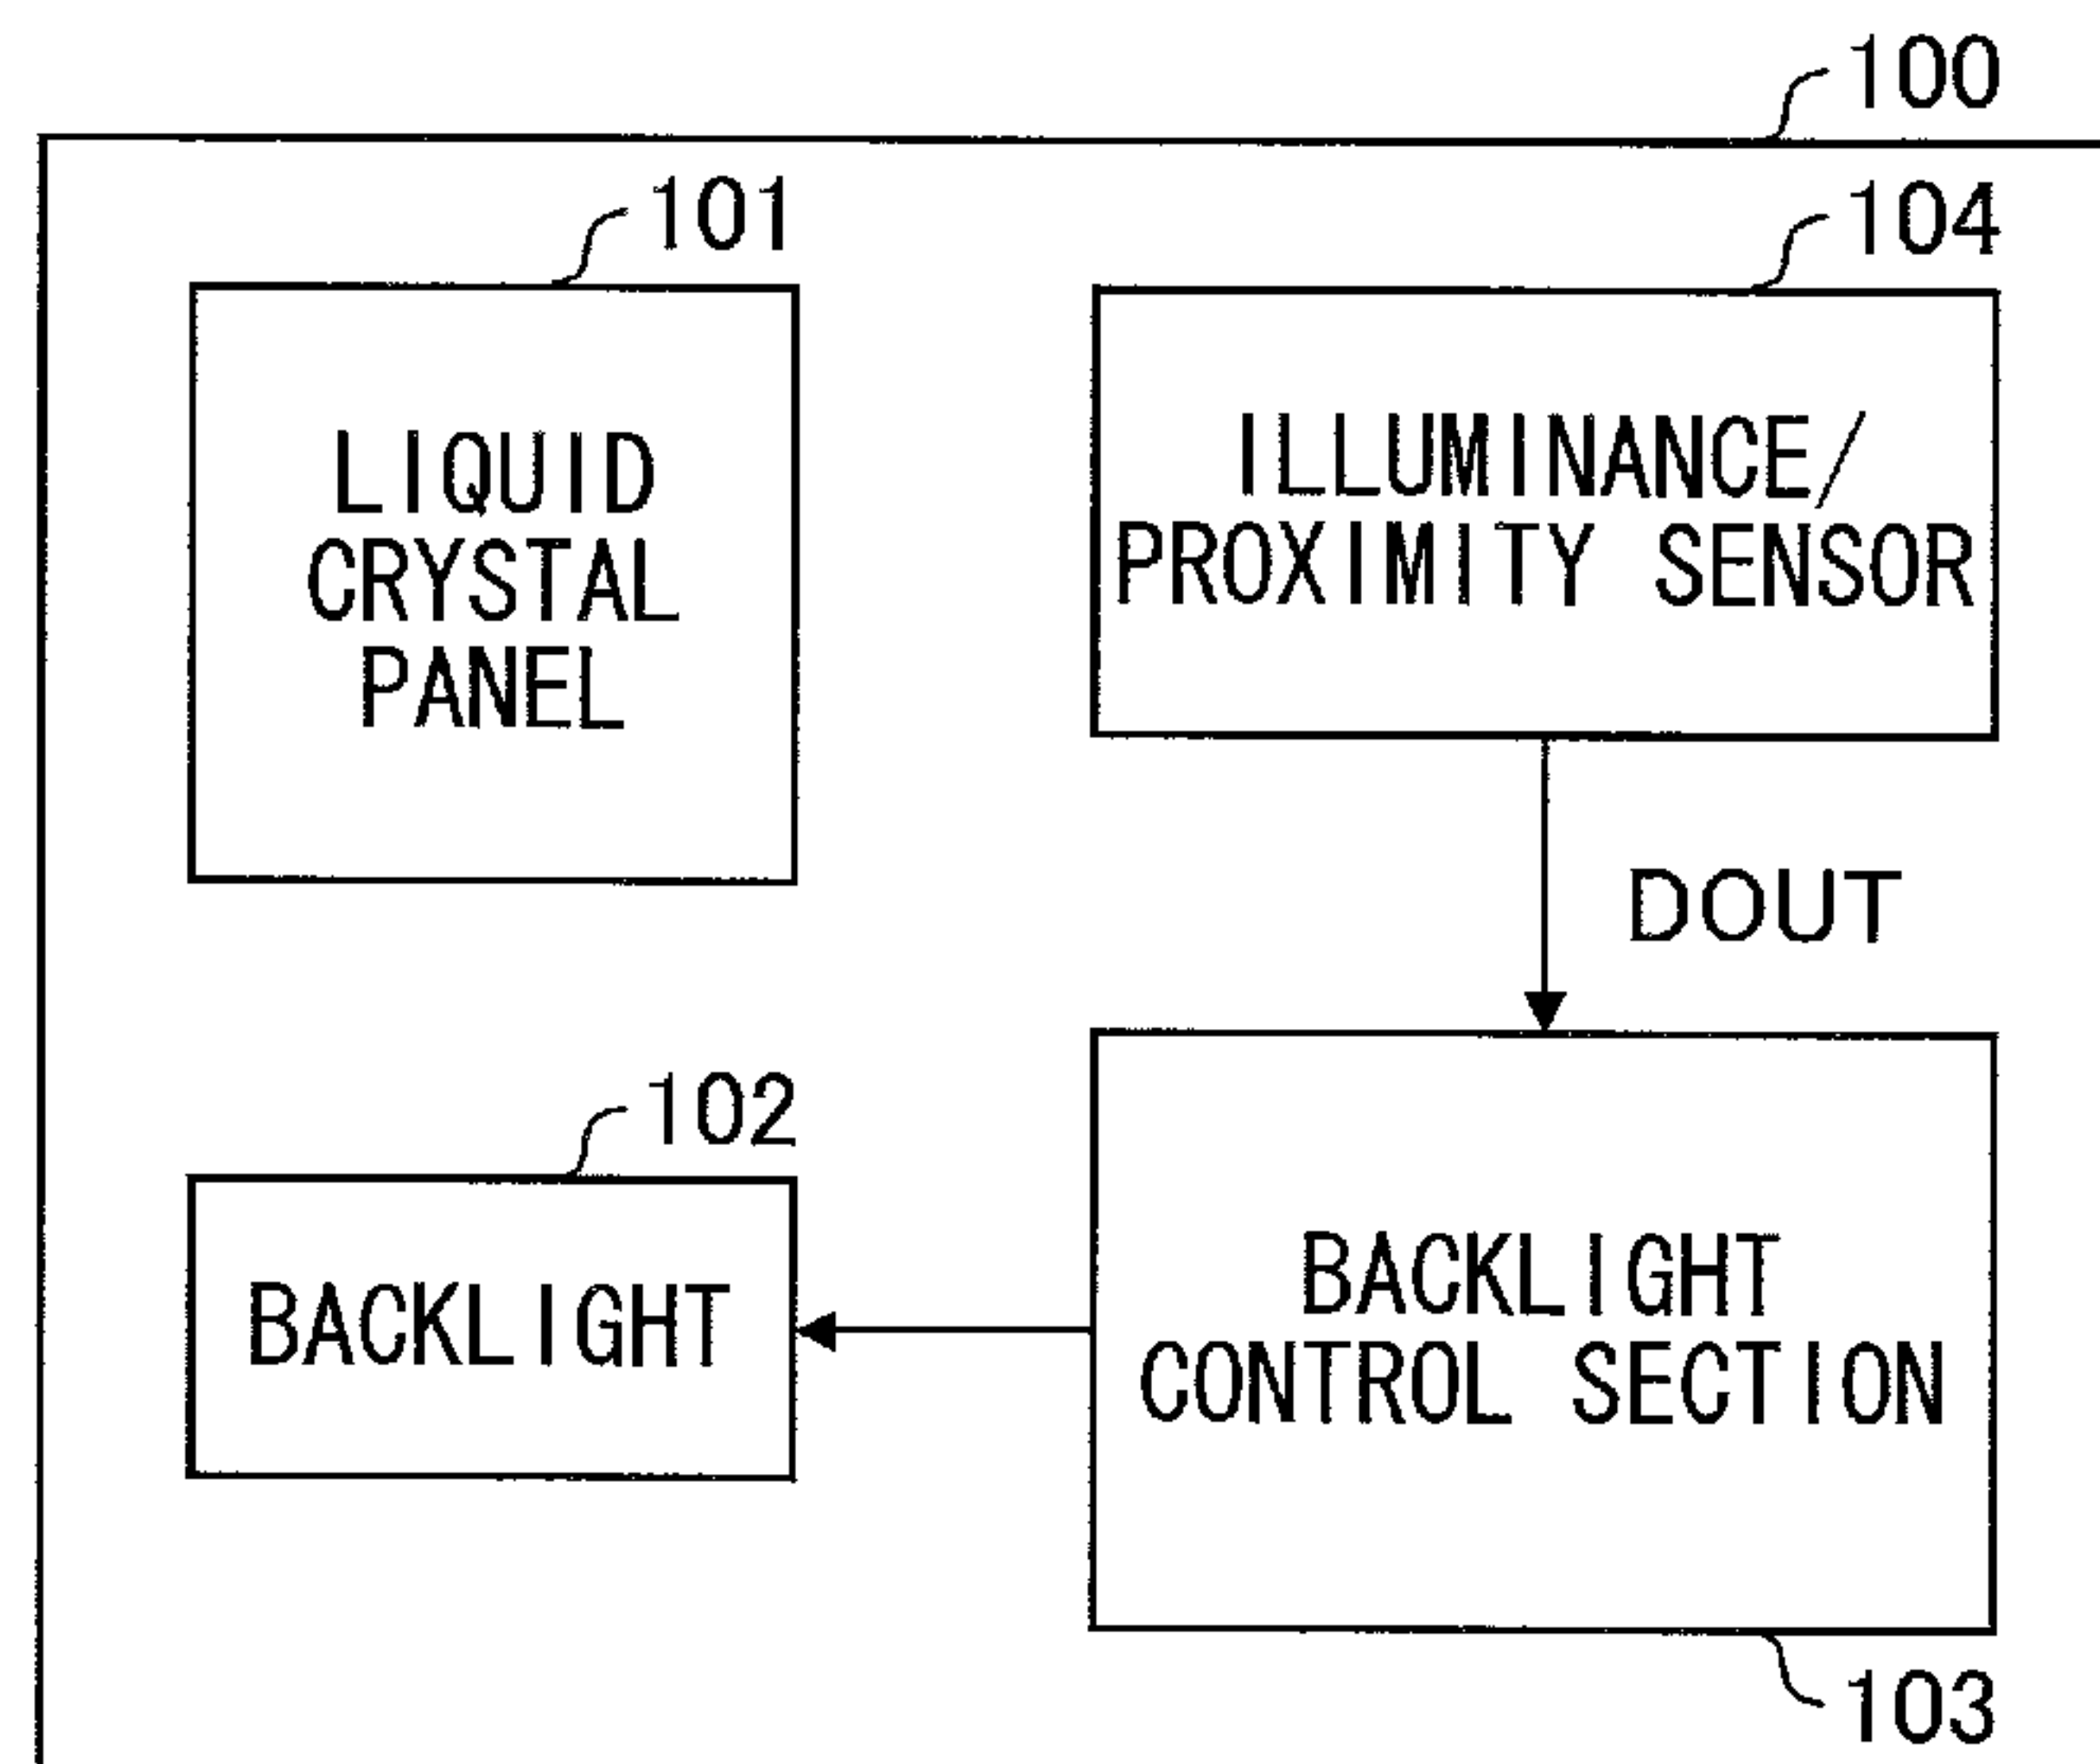 100
101
104
LIQUID
CRYSTAL
PANEL
ILLUMINANCE/
PROXIMITY SENSOR
DOUT
102
BACKLIGHT
BACKLIGHT
CONTROL SECTION
103